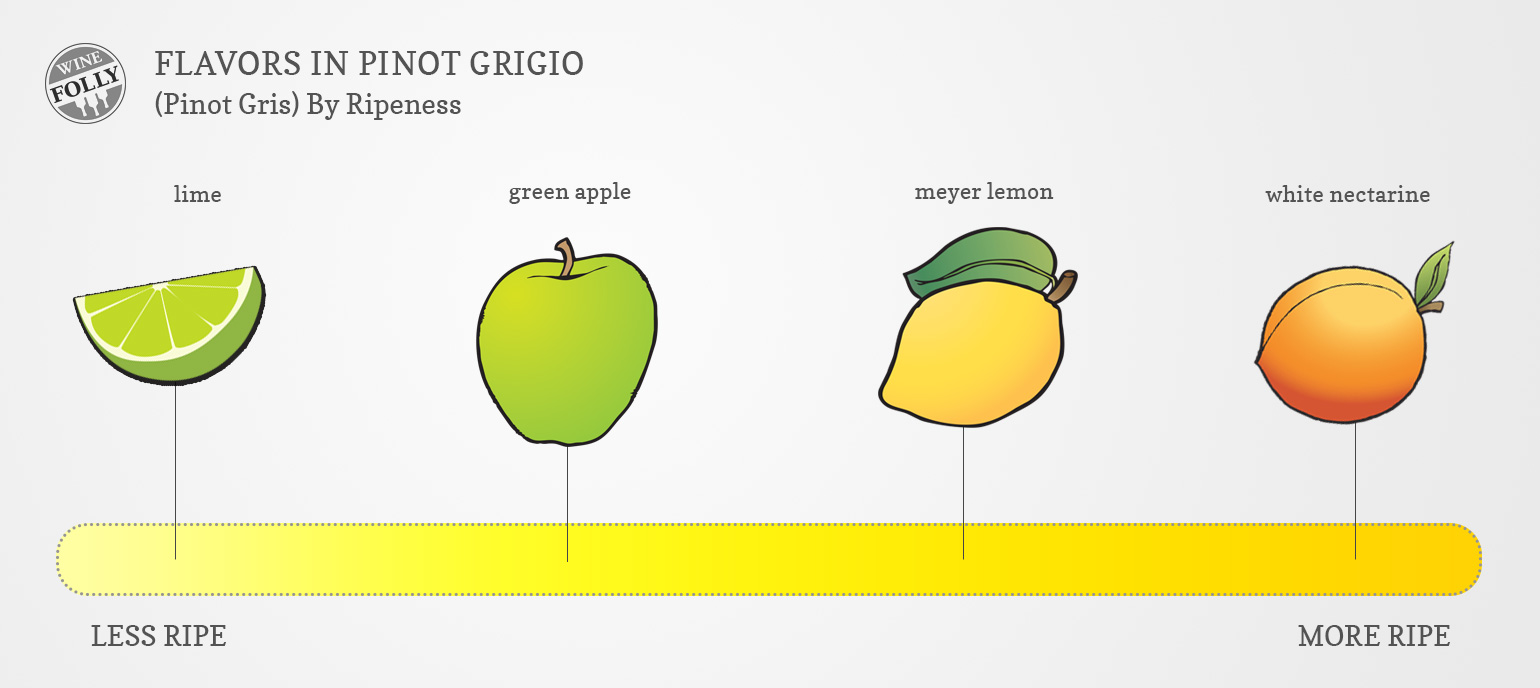 WINE
FOLLY
FLAVORS IN PINOT GRIGIO
(Pinot Gris) By Ripeness
lime
green apple
meyer lemon
white nectarine
LESS RIPE
MORE RIPE